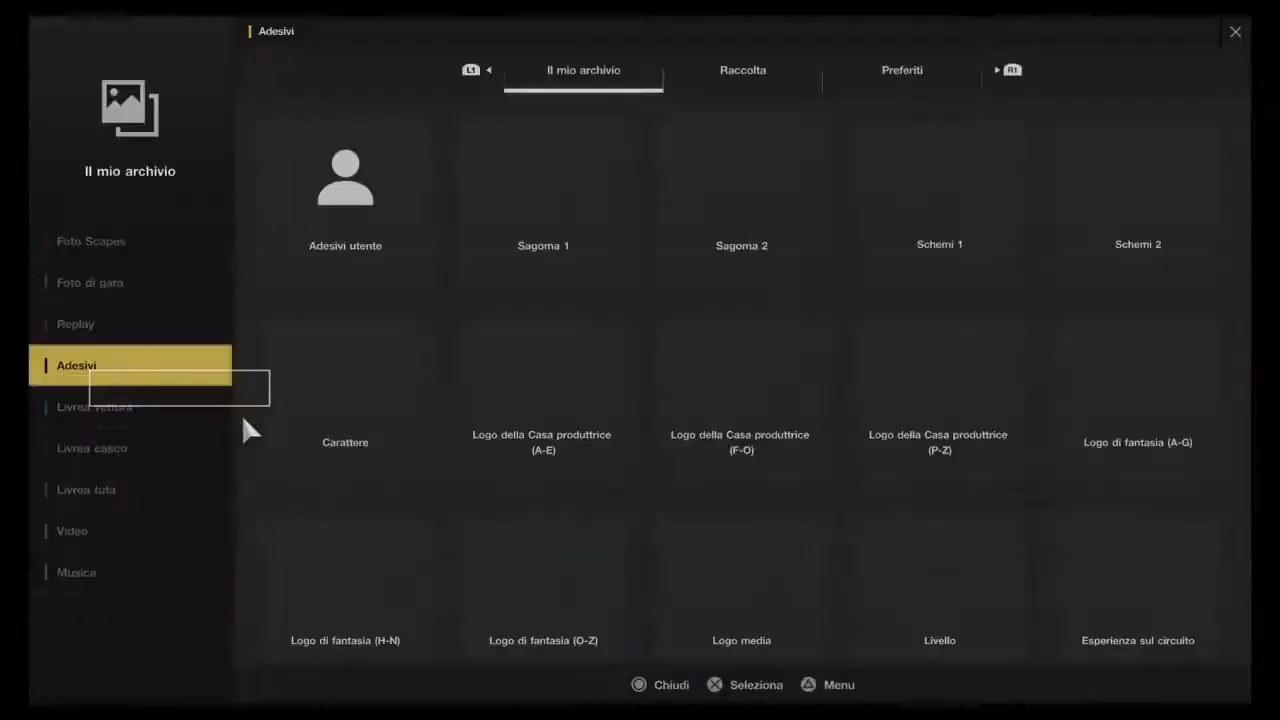 Adesivi
L1
Il mio archivio
Raccolta
Preferiti
R1
Il mio archivio
Foto Scapes
Foto di gara
Replay
Adesivi
Livrea vettura
Livrea casco
Livrea tuta
Video
Musica
Adesivi utente
Sagoma 1
Sagoma 2
Schemi 1
Schemi 2
Carattere
Logo della Casa produttrice
(A-E)
Logo della Casa produttrice
(F-O)
Logo della Casa produttrice
(P-Z)
Logo di fantasia (A-G)
Logo di fantasia (H-N)
Logo di fantasia (O-Z)
Logo media
Livello
Esperienza sul circuito
Chiudi
Seleziona
Menu